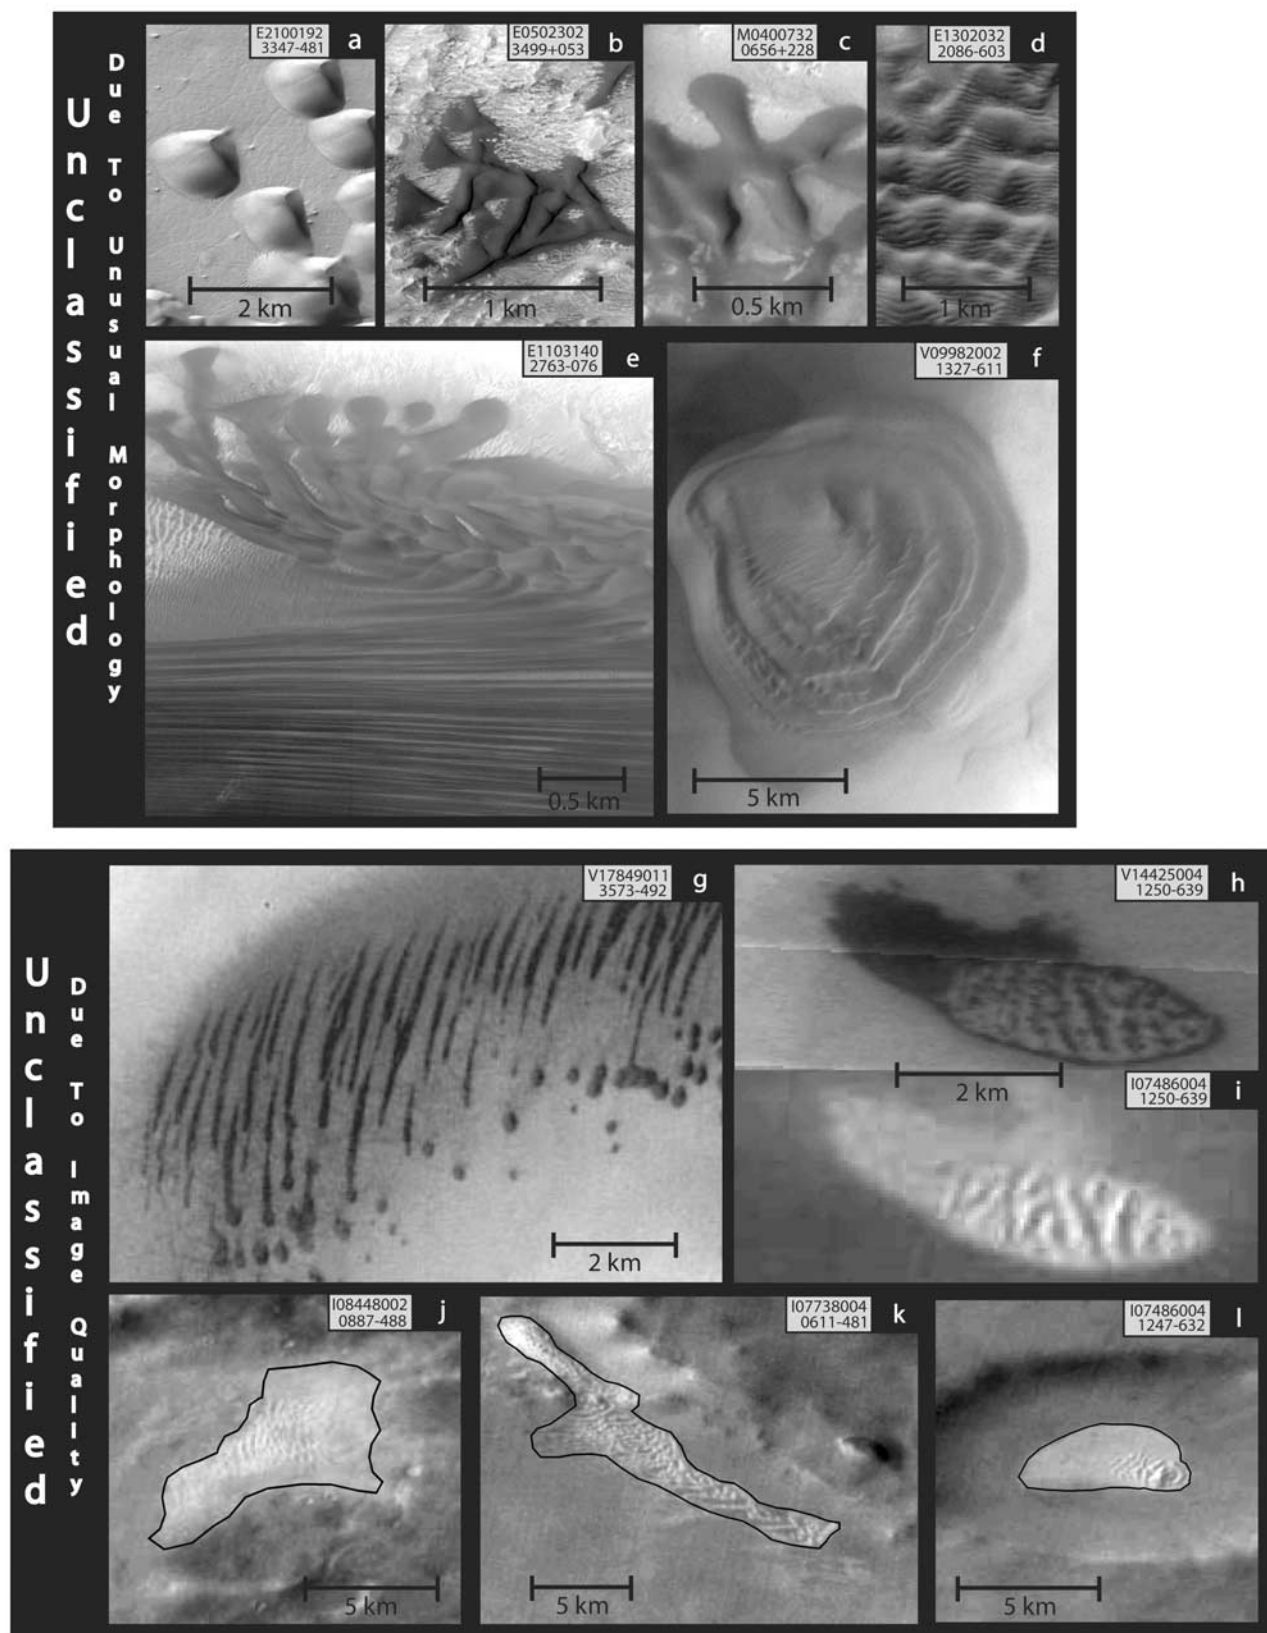 Unclassified
Due To Unusual Morphology
E2100192
3347-481
a
2 km
E0502302
3499+053
b
1 km
M0400732
0656+228
c
0.5 km
E1302032
2086-603
d
1 km
E1103140
2763-076
e
0.5 km
V09982002
1327-611
f
5 km
Unclassified
Due To Image Quality
V17849011
3573-492
g
2 km
V14425004
1250-639
h
2 km
I07486004
1250-639
i
I08448002
0887-488
j
5 km
I07738004
0611-481
k
5 km
I07486004
1247-632
l
5 km